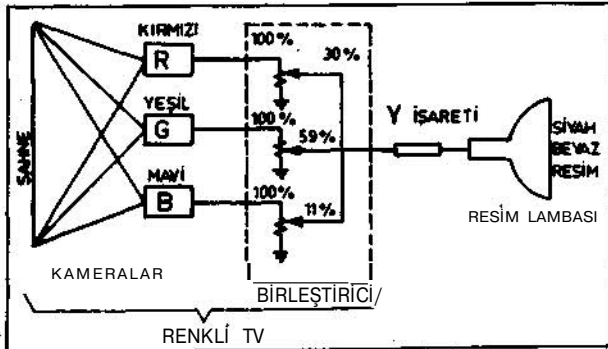 KIRMIZI
R
100%
30%
YEŞİL
G
100%
59%
Y İŞARETİ
SİYAH
BEYAZ
RESİM
SAHNE
MAVİ
B
100%
11%
RESİM LAMBASI
KAMERALAR
BİRLEŞTİRİCİ/
RENKLİ TV